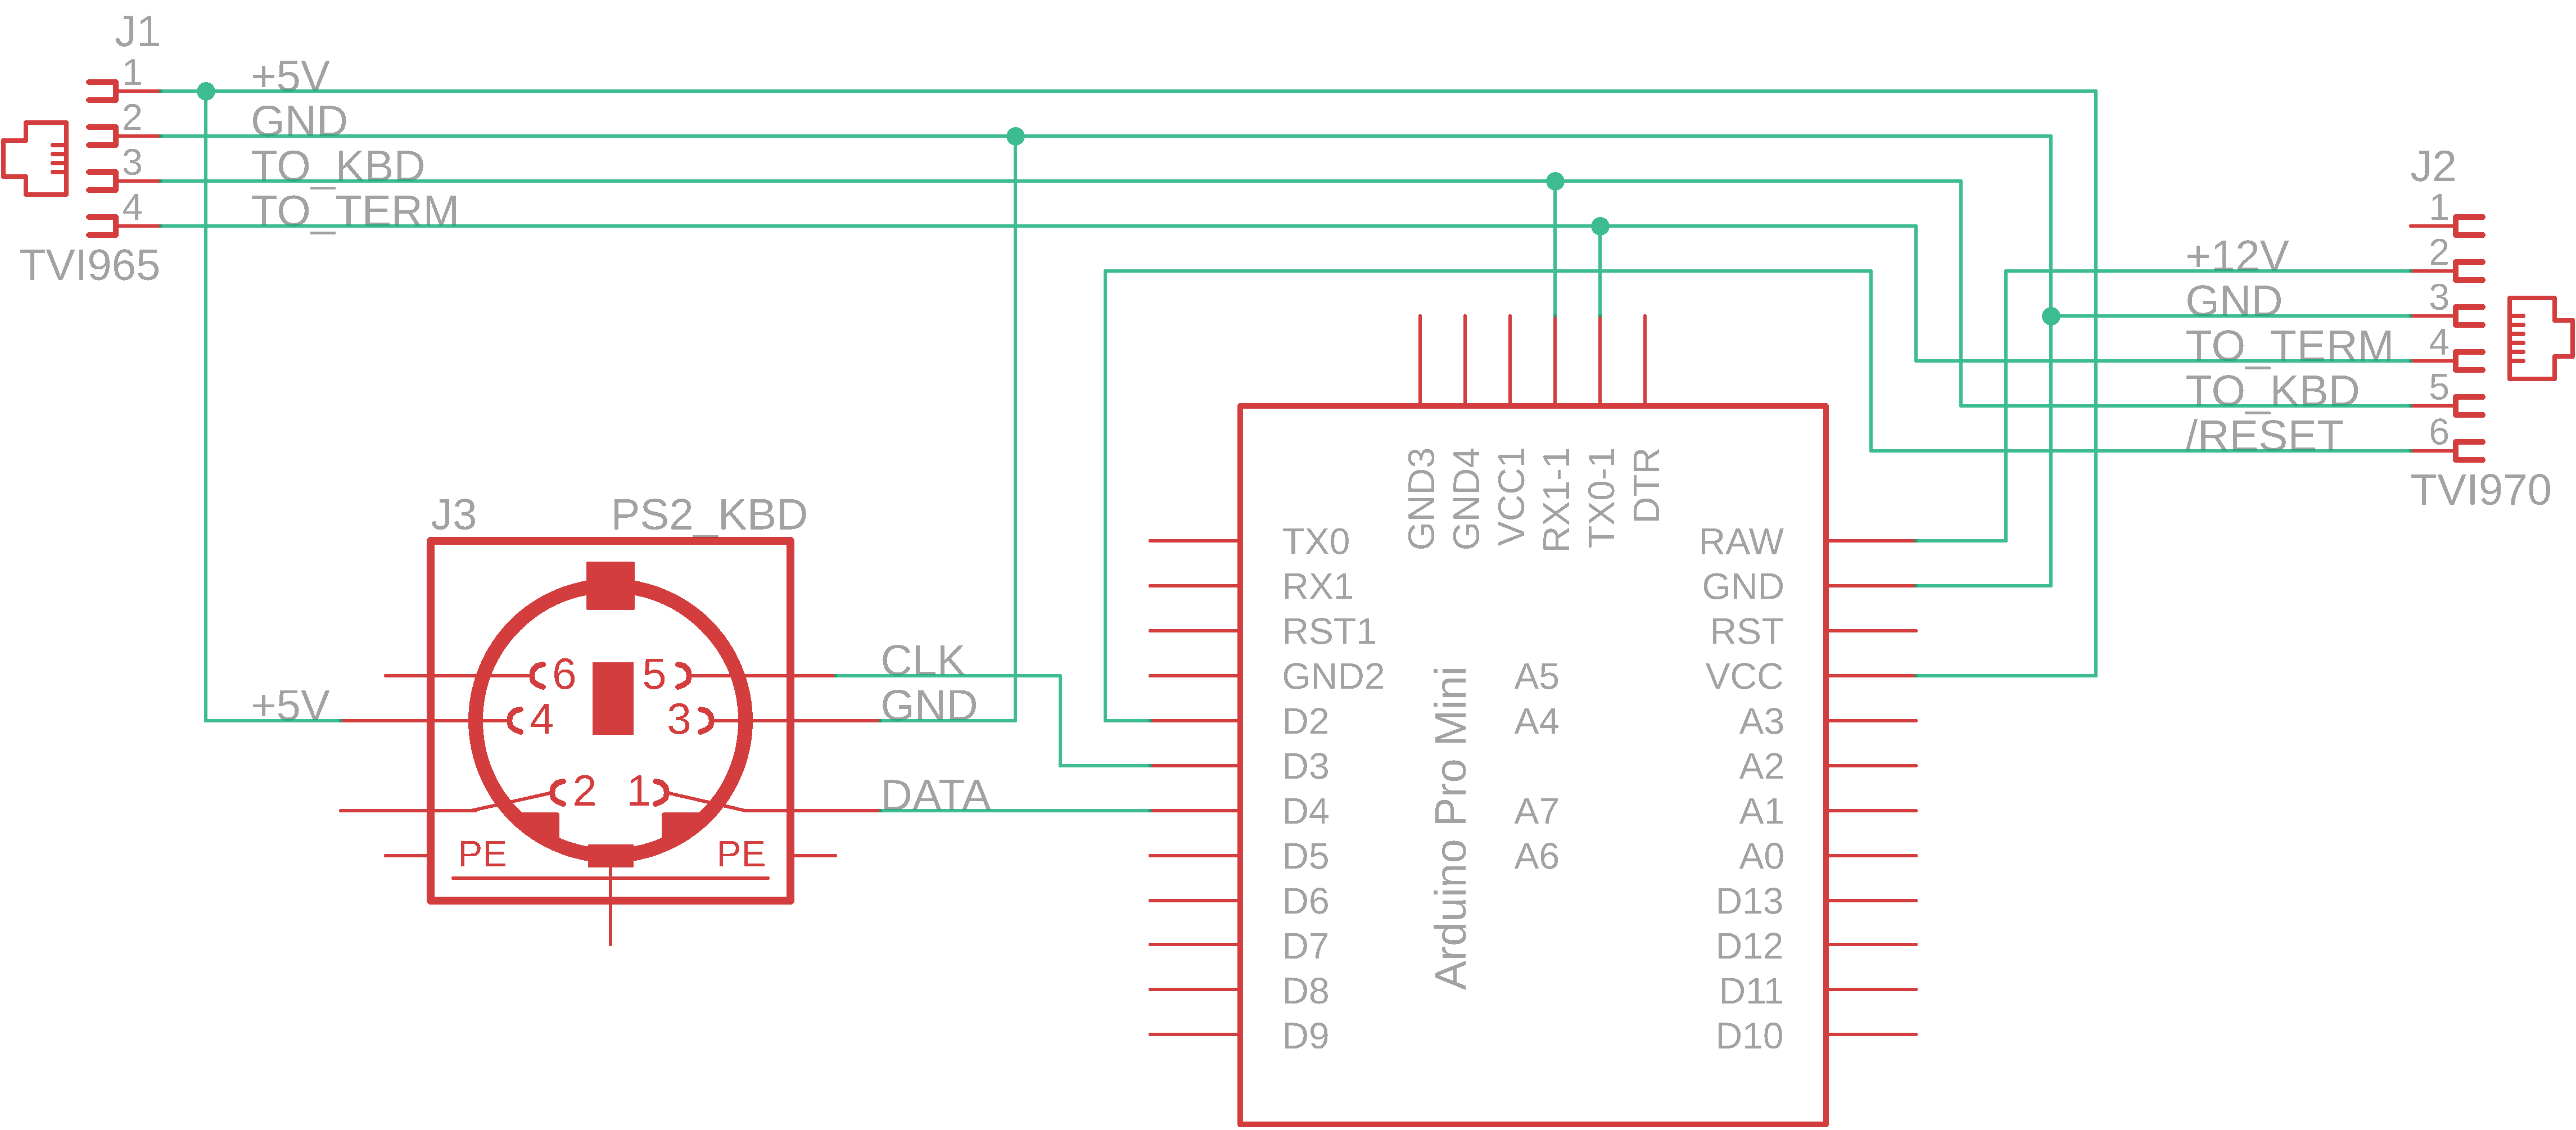 J1
1
+5V
2
GND
3
TO_KBD
4
TO_TERM
TVI965
J2
1
+12V
2
GND
3
TO_TERM
4
TO_KBD
5
/RESET
6
TVI970
J3
PS2_KBD
6
5
4
3
2
1
PE
PE
+5V
CLK
GND
DATA
GND3
GND4
VCC1
RX1-1
TX0-1
DTR
TX0
RX1
RST1
GND2
D2
D3
D4
D5
D6
D7
D8
D9
Arduino Pro Mini
A5
A4
A7
A6
RAW
GND
RST
VCC
A3
A2
A1
A0
D13
D12
D11
D10